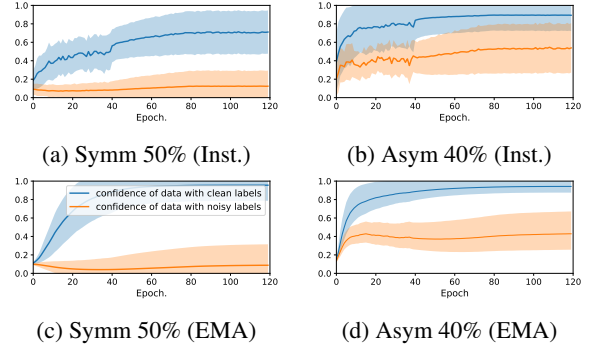 1.0
0.8
0.6
0.4
0.2
0.0
0 20 40 60 80 100 120
Epoch.
(a) Symm 50% (Inst.)
1.0
0.8
0.6
0.4
0.2
0.0
0 20 40 60 80 100 120
Epoch.
(b) Asym 40% (Inst.)
1.0
0.8
0.6
0.4
0.2
0.0
confidence of data with clean labels
confidence of data with noisy labels
0 20 40 60 80 100 120
Epoch.
(c) Symm 50% (EMA)
1.0
0.8
0.6
0.4
0.2
0.0
0 20 40 60 80 100 120
Epoch
(d) Asym 40% (EMA)